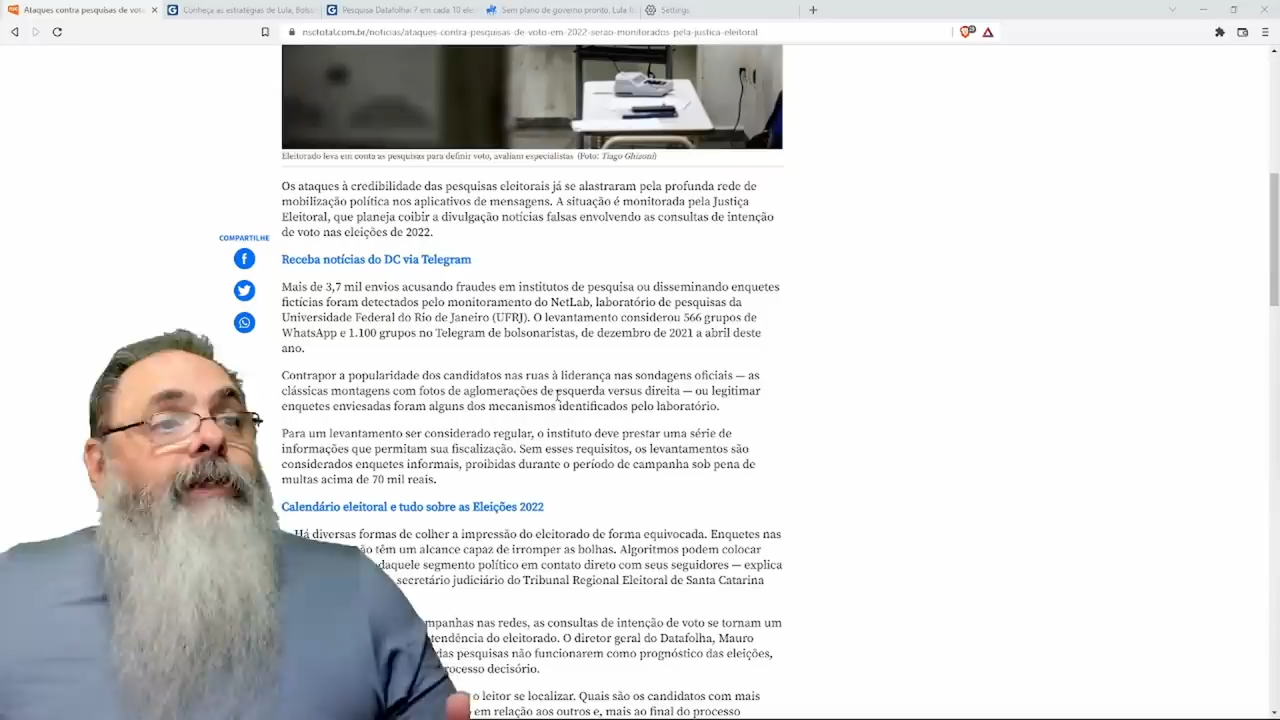 Ataques contra pesquisas de vot
Conheça as estratégias de Lula, Bolso
Pesquisa Datafolha: 7 em cada 10 ele
Sem plano de governo pronto, Lula f
Settings
nsctotal.com.br/noticias/ataques-contra-pesquisas-de-voto-em-2022-serao-monitorados-pela-justica-eleitoral
Eleitorado leva em conta as pesquisas para definir voto, avaliam especialistas (Foto: Tiago Ghizoni)
Os ataques à credibilidade das pesquisas eleitorais já se alastraram pela profunda rede de
mobilização política nos aplicativos de mensagens. A situação é monitorada pela Justiça
Eleitoral, que planeja coibir a divulgação notícias falsas envolvendo as consultas de intenção
de voto nas eleições de 2022.
COMPARTILHE
Receba notícias do DC via Telegram
Mais de 3,7 mil envios acusando fraudes em institutos de pesquisa ou disseminando enquetes
fictícias foram detectados pelo monitoramento do NetLab, laboratório de pesquisas da
Universidade Federal do Rio de Janeiro (UFRJ). O levantamento considerou 566 grupos de
WhatsApp e 1.100 grupos no Telegram de bolsonaristas, de dezembro de 2021 a abril deste
ano.
Contrapor a popularidade dos candidatos nas ruas à liderança nas sondagens oficiais — as
clássicas montagens com fotos de aglomerações de esquerda versus direita — ou legitimar
enquetes enviesadas foram alguns dos mecanismos identificados pelo laboratório.
Para um levantamento ser considerado regular, o instituto deve prestar uma série de
informações que permitam sua fiscalização. Sem esses requisitos, os levantamentos são
considerados enquetes informais, proibidas durante o período de campanha sob pena de
multas acima de 70 mil reais.
Calendário eleitoral e tudo sobre as Eleições 2022
Há diversas formas de colher a impressão do eleitorado de forma equivocada. Enquetes nas
ão têm um alcance capaz de irromper as bolhas. Algoritmos podem colocar
daquele segmento político em contato direto com seus seguidores — explica
secretário judiciário do Tribunal Regional Eleitoral de Santa Catarina
mpanhas nas redes, as consultas de intenção de voto se tornam um
tendência do eleitorado. O diretor geral do Datafolha, Mauro
das pesquisas não funcionarem como prognóstico das eleições,
rocesso decisório.
o leitor se localizar. Quais são os candidatos com mais
em relação aos outros e, mais ao final do processo